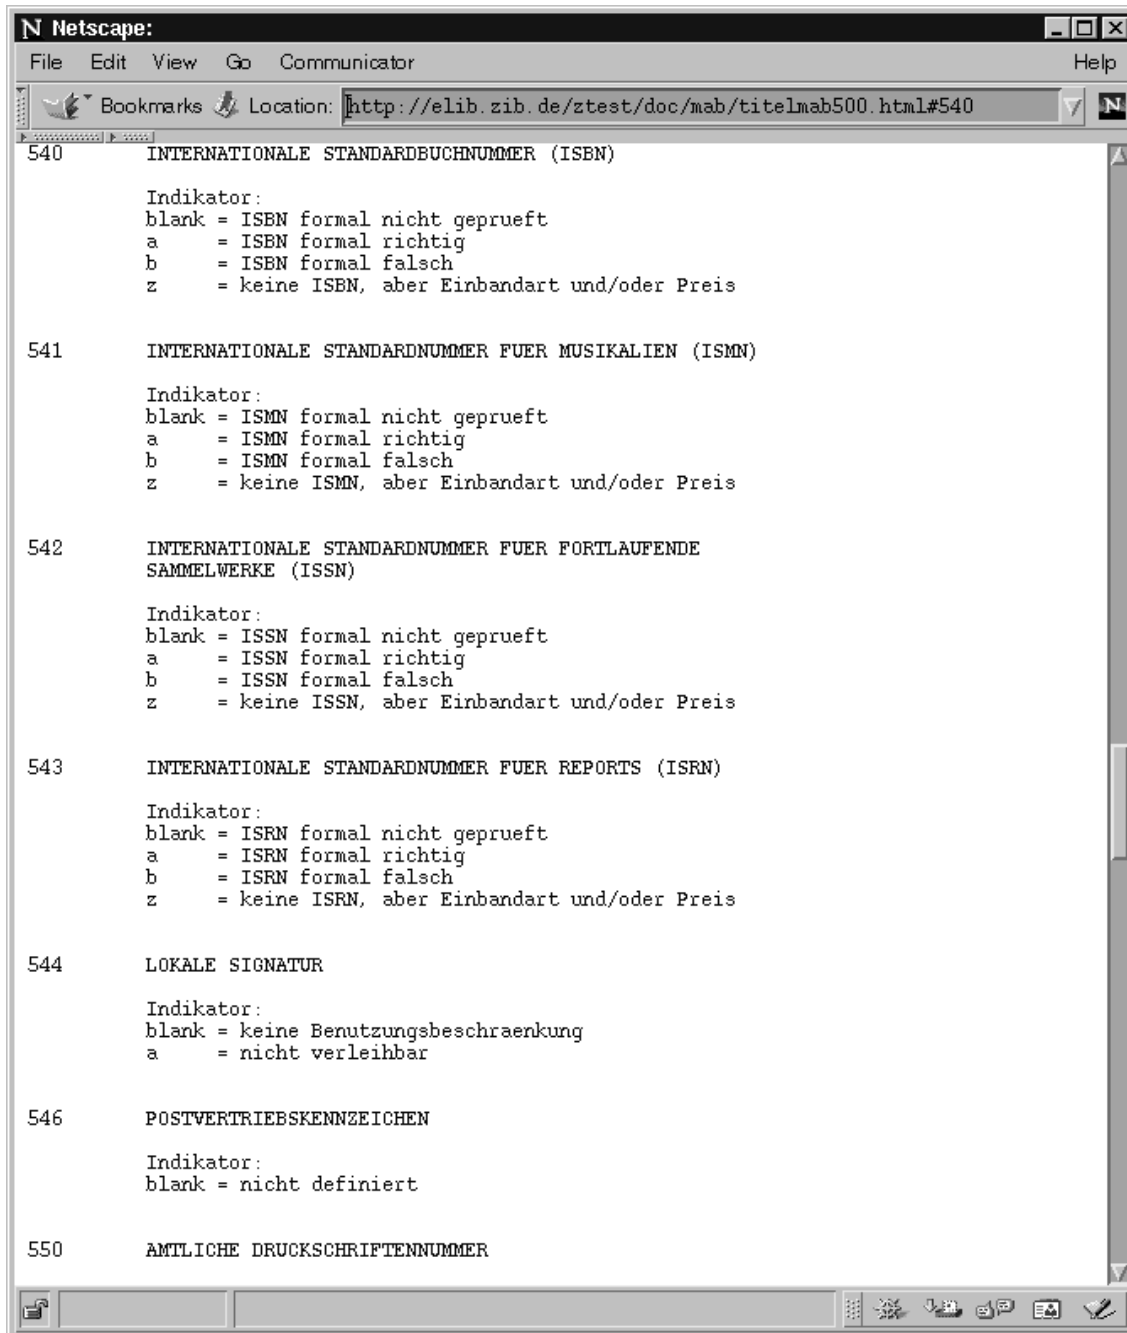 N Netscape:
File Edit View Go Communicator Help
Bookmarks Location: http://elib.zib.de/ztest/doc/mab/titelmab500.html#540 N
540 INTERNATIONALE STANDARDBUCHNUMMER (ISBN)
Indikator:
blank = ISBN formal nicht geprueft
a = ISBN formal richtig
b = ISBN formal falsch
z = keine ISBN, aber Einbandart und/oder Preis
541 INTERNATIONALE STANDARDNUMMER FUER MUSIKALIEN (ISMN)
Indikator:
blank = ISMN formal nicht geprueft
a = ISMN formal richtig
b = ISMN formal falsch
z = keine ISMN, aber Einbandart und/oder Preis
542 INTERNATIONALE STANDARDNUMMER FUER FORTLAUFENDE
SAMMELWERKE (ISSN)
Indikator:
blank = ISSN formal nicht geprueft
a = ISSN formal richtig
b = ISSN formal falsch
z = keine ISSN, aber Einbandart und/oder Preis
543 INTERNATIONALE STANDARDNUMMER FUER REPORTS (ISRN)
Indikator:
blank = ISRN formal nicht geprueft
a = ISRN formal richtig
b = ISRN formal falsch
z = keine ISRN, aber Einbandart und/oder Preis
544 LOKALE SIGNATUR
Indikator:
blank = keine Benutzungsbeschraenkung
a = nicht verleihbar
546 POSTVERTRIEBSKENNZEICHEN
Indikator:
blank = nicht definiert
550 AMTLICHE DRUCKSCHRIFTENNUMMER